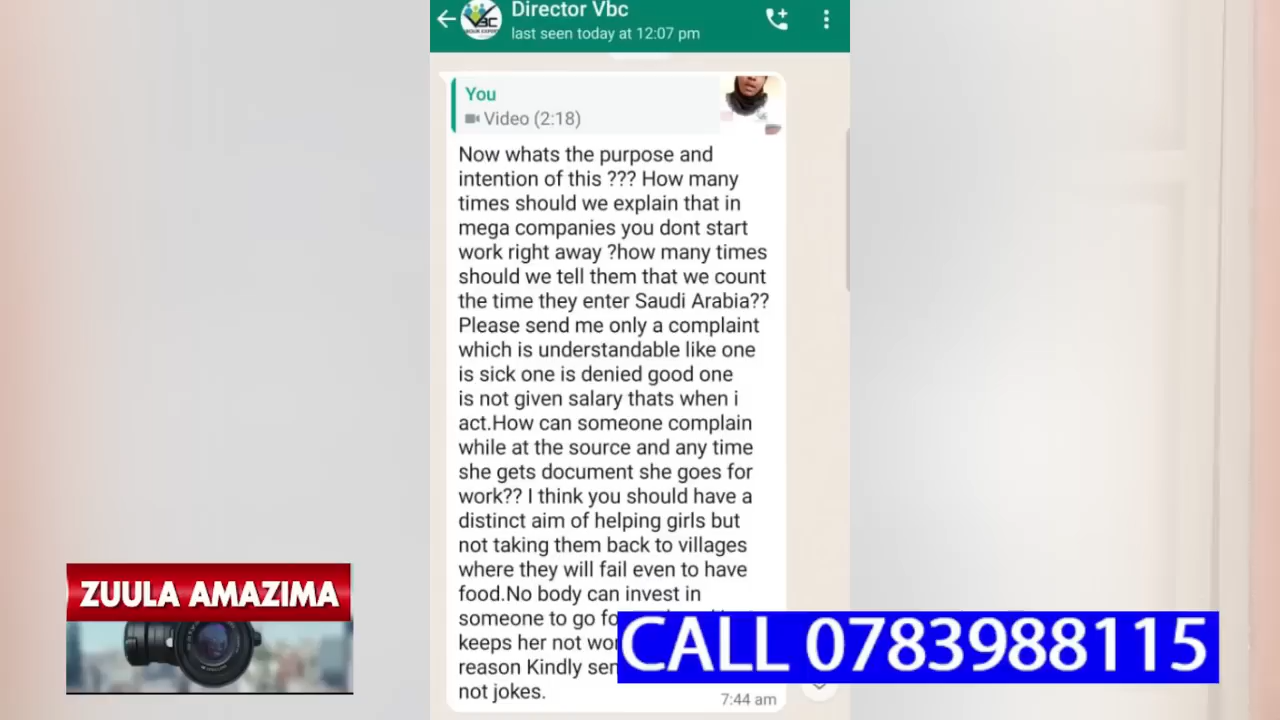 Director Vbc
last seen today at 12:07 pm
VBC
You
Video (2:18)
Now whats the purpose and
intention of this ??? How many
times should we explain that in
mega companies you dont start
work right away ?how many times
should we tell them that we count
the time they enter Saudi Arabia??
Please send me only a complaint
which is understandable like one
is sick one is denied good one
is not given salary thats when i
act.How can someone complain
while at the source and any time
she gets document she goes for
work?? I think you should have a
distinct aim of helping girls but
not taking them back to villages
where they will fail even to have
food.No body can invest in
someone to go
keeps her not
reason Kindly
not jokes.
7:44 am
ZUULA AMAZIMA
CALL 0783988115